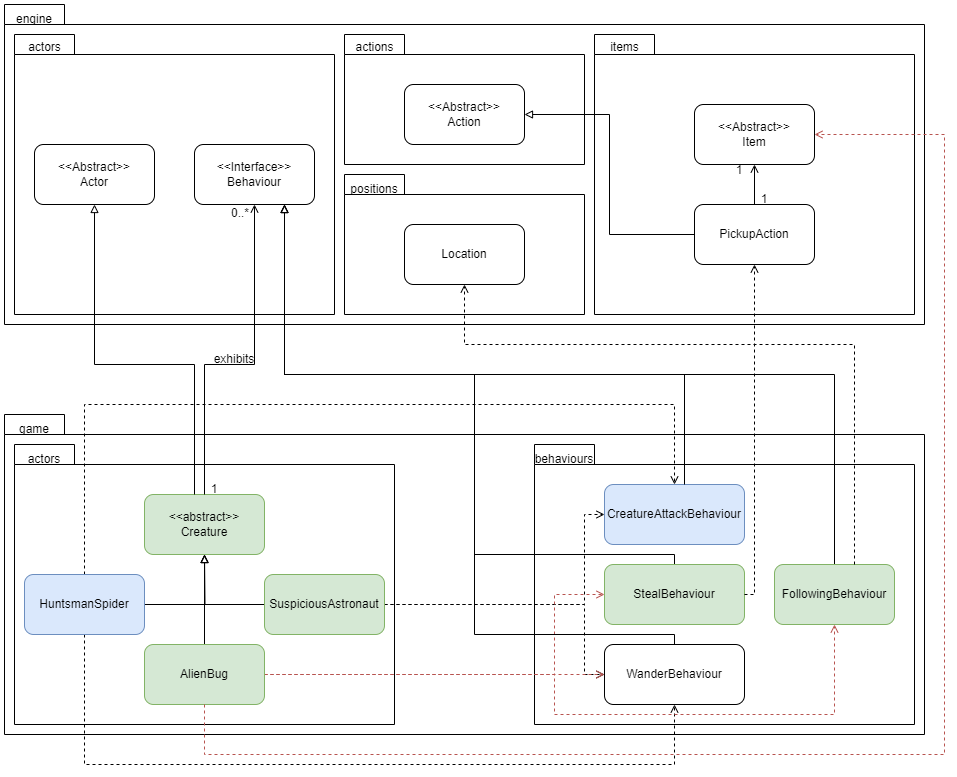 engine
actors
actions
items
<<Abstract>>
Actor
<<Interface>>
Behaviour
0..*
<<Abstract>>
Action
positions
Location
<<Abstract>>
Item
1
1
PickupAction
exhibits
game
actors
behaviours
1
<<abstract>>
Creature
HuntsmanSpider
SuspiciousAstronaut
AlienBug
CreatureAttackBehaviour
StealBehaviour
FollowingBehaviour
WanderBehaviour